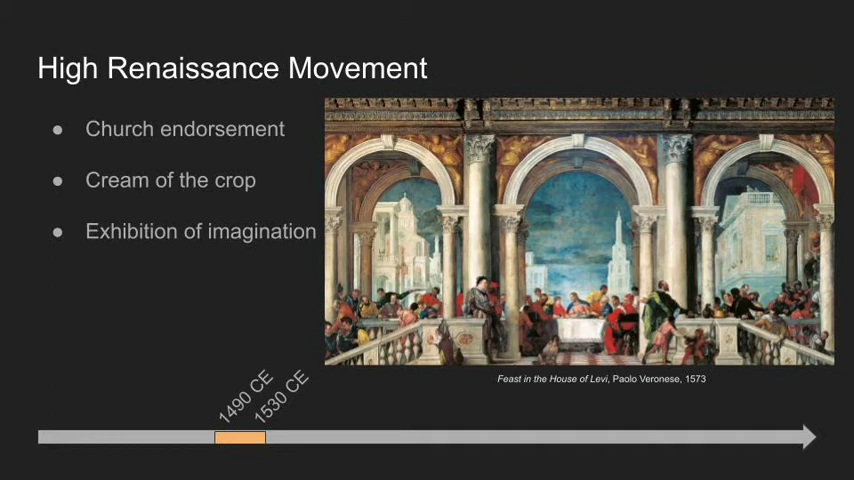 High Renaissance Movement
● Church endorsement
● Cream of the crop
● Exhibition of imagination
Feast in the House of Levi, Paolo Veronese, 1573
1490 CE
1530 CE